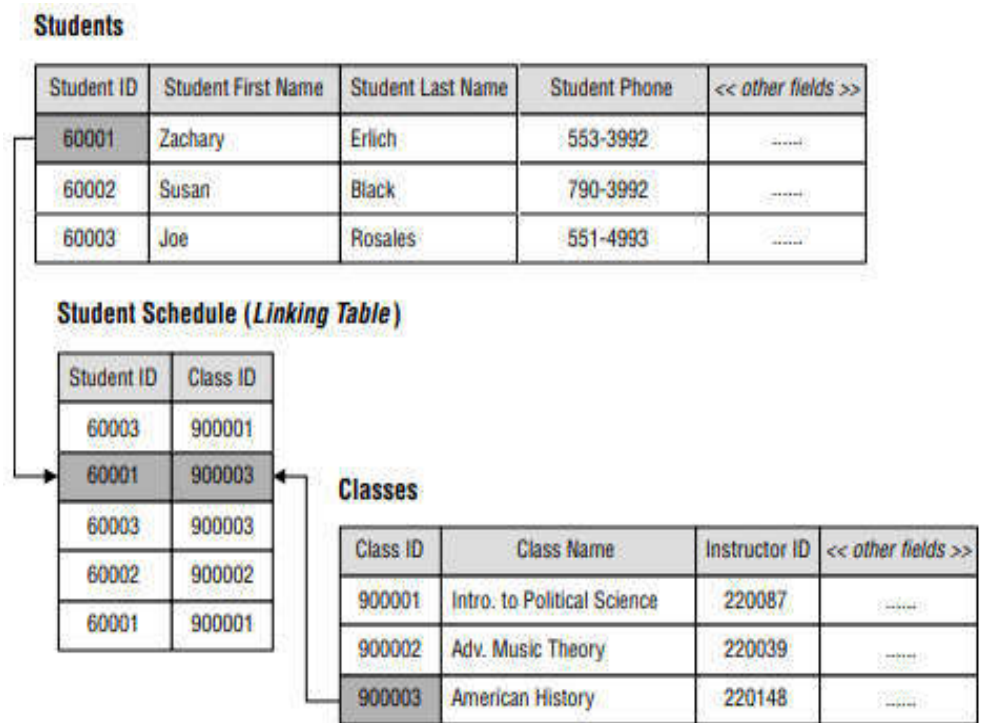 Students
Student ID Student First Name Student Last Name Student Phone << other fields >>
60001 Zachary Erlich 553-3992 ......
60002 Susan Black 790-3992 ......
60003 Joe Rosales 551-4993 ......
Student Schedule (Linking Table)
Student ID Class ID
60003 900001
60001 900003
60003 900003
60002 900002
60001 900001
Classes
Class ID Class Name Instructor ID << other fields >>
900001 Intro. to Political Science 220087 ......
900002 Adv. Music Theory 220039 ......
900003 American History 220148 ......